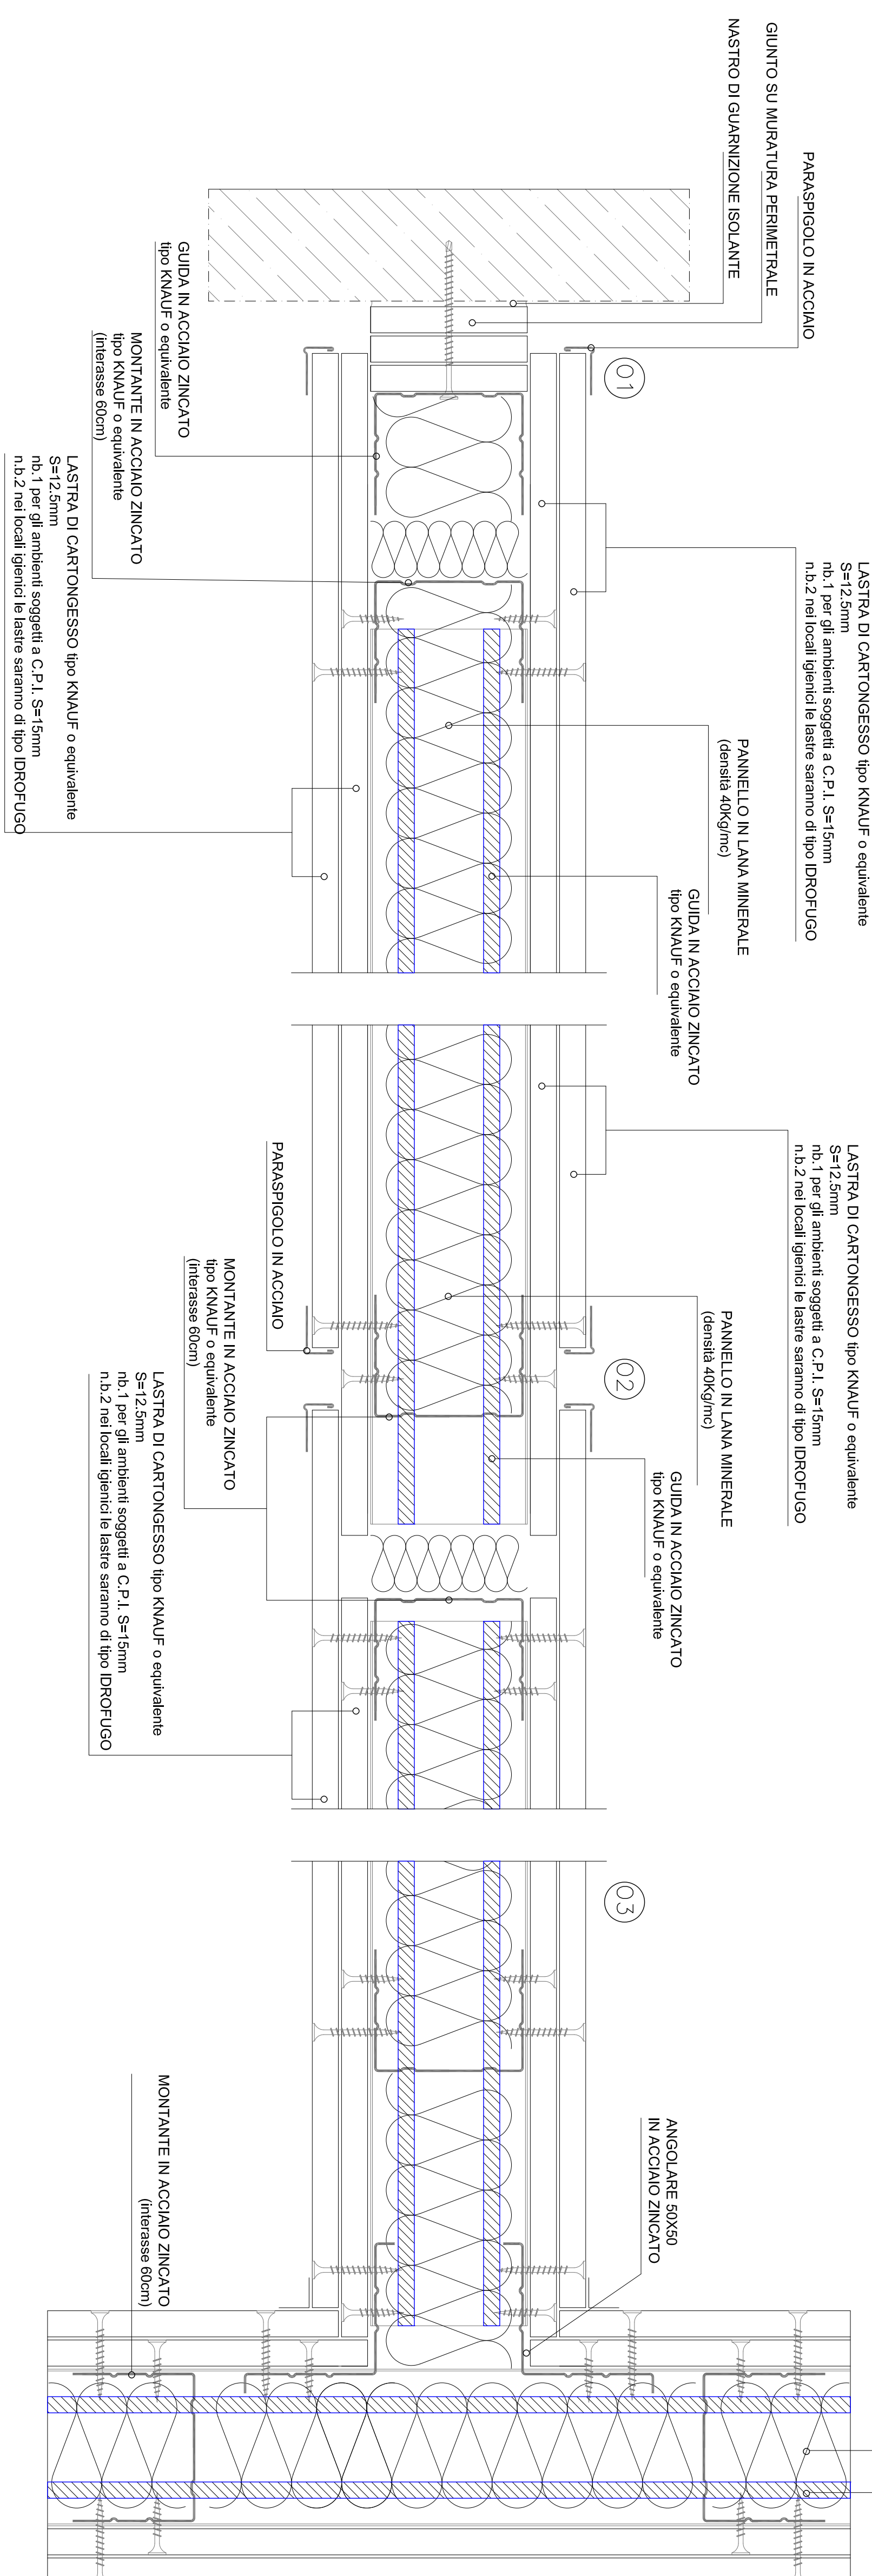 GIUNTO SU MURATURA PERIMETRALE
NASTRO DI GUARNIZIONE ISOLANTE
PARASPIGOLO IN ACCIAIO
01
GUIDA IN ACCIAIO ZINCATO
tipo KNAUF o equivalente
MONTANTE IN ACCIAIO ZINCATO
tipo KNAUF o equivalente
(interasse 60cm)
LASTRA DI CARTONGESSO tipo KNAUF o equivalente
S=12.5mm
nb.1 per gli ambienti soggetti a C.P.I. S=15mm
n.b.2 nei locali igienici le lastre saranno di tipo IDROFUGO
LASTRA DI CARTONGESSO tipo KNAUF o equivalente
S=12.5mm
nb.1 per gli ambienti soggetti a C.P.I. S=15mm
n.b.2 nei locali igienici le lastre saranno di tipo IDROFUGO
PANNELLO IN LANA MINERALE
(densità 40Kg/mc)
GUIDA IN ACCIAIO ZINCATO
tipo KNAUF o equivalente
LASTRA DI CARTONGESSO tipo KNAUF o equivalente
S=12.5mm
nb.1 per gli ambienti soggetti a C.P.I. S=15mm
n.b.2 nei locali igienici le lastre saranno di tipo IDROFUGO
PARASPIGOLO IN ACCIAIO
MONTANTE IN ACCIAIO ZINCATO
tipo KNAUF o equivalente
(interasse 60cm)
PANNELLO IN LANA MINERALE
(densità 40Kg/mc)
02
LASTRA DI CARTONGESSO tipo KNAUF o equivalente
S=12.5mm
nb.1 per gli ambienti soggetti a C.P.I. S=15mm
n.b.2 nei locali igienici le lastre saranno di tipo IDROFUGO
GUIDA IN ACCIAIO ZINCATO
tipo KNAUF o equivalente
03
MONTANTE IN ACCIAIO ZINCATO
(interasse 60cm)
ANGOLARE 50X50
IN ACCIAIO ZINCATO